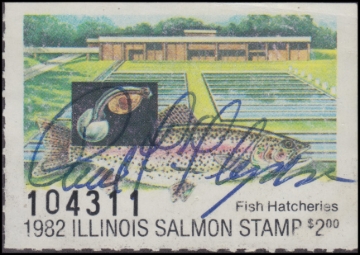 Fish Hatcheries
104311
1982 ILLINOIS SALMON STAMP $2.00